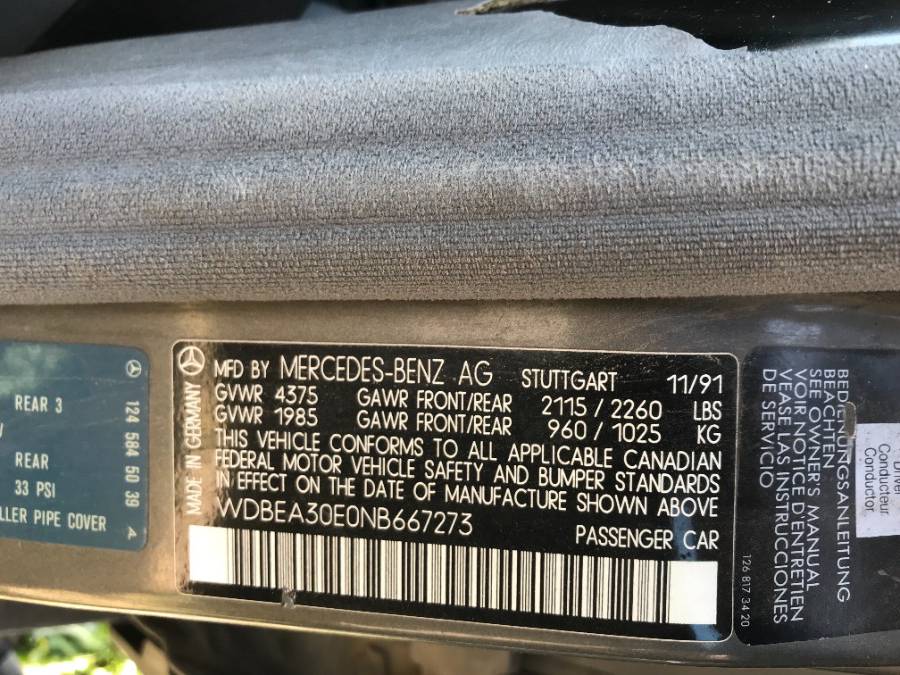 REAR 3
REAR
33 PSI
LLER PIPE COVER
124 584 50 39 A
MADE IN GERMANY
MFD BY MERCEDES-BENZ AG STUTTGART 11/91
GVWR 4375 GAWR FRONT/REAR 2115 / 2260 LBS
GVWR 1985 GAWR FRONT/REAR 960 / 1025 KG
THIS VEHICLE CONFORMS TO ALL APPLICABLE CANADIAN
FEDERAL MOTOR VEHICLE SAFETY AND BUMPER STANDARDS
IN EFFECT ON THE DATE OF MANUFACTURE SHOWN ABOVE
WDBEA30E0NB667273
PASSENGER CAR
BEDIENUNGSANLEITUNG
BEACHTEN
SEE OWNER'S MANUAL
VOIR NOTICE D'ENTRETIEN
VEASE LAS INSTRUCCIONES
DE SERVICIO
126 817 34 20
Driver
Conducteur
Conductor